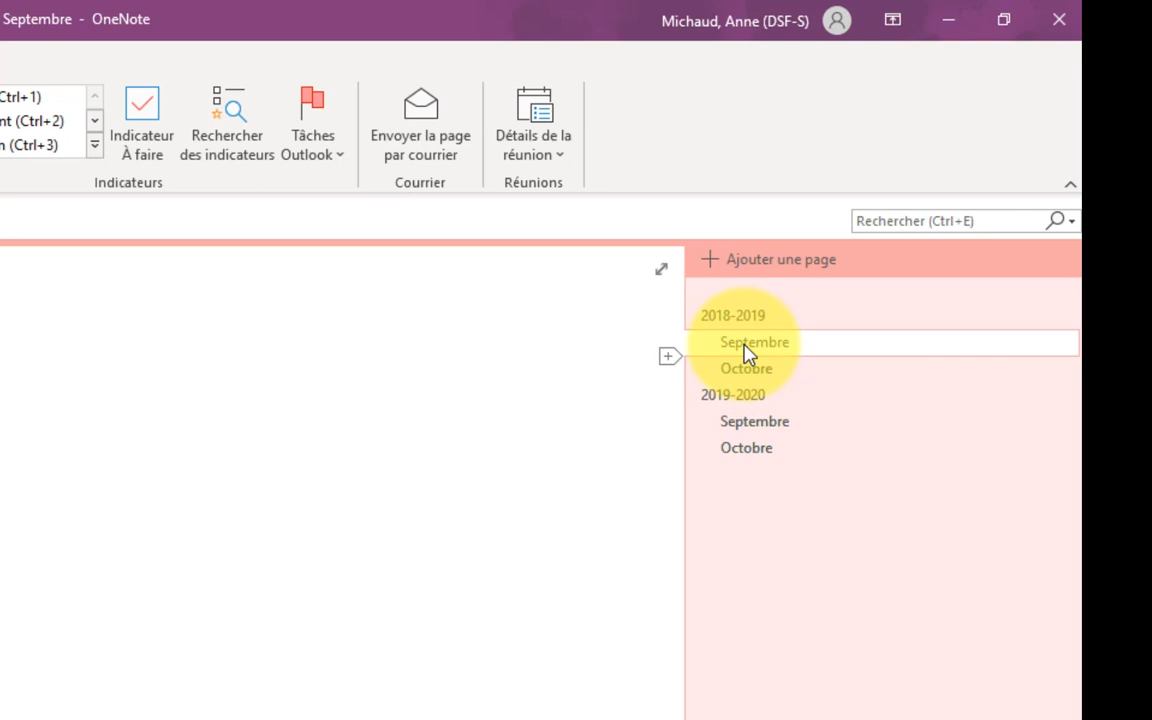 Septembre - OneNote
Michaud, Anne (DSF-S)
Ctrl+1)
nt (Ctrl+2)
(Ctrl+3)
Indicateur
À faire
Rechercher
des indicateurs
Tâches
Outlook
Envoyer la page
par courrier
Détails de la
réunion
Indicateurs
Courrier
Réunions
Rechercher (Ctrl+E)
Ajouter une page
2018-2019
Septembre
Octobre
2019-2020
Septembre
Octobre